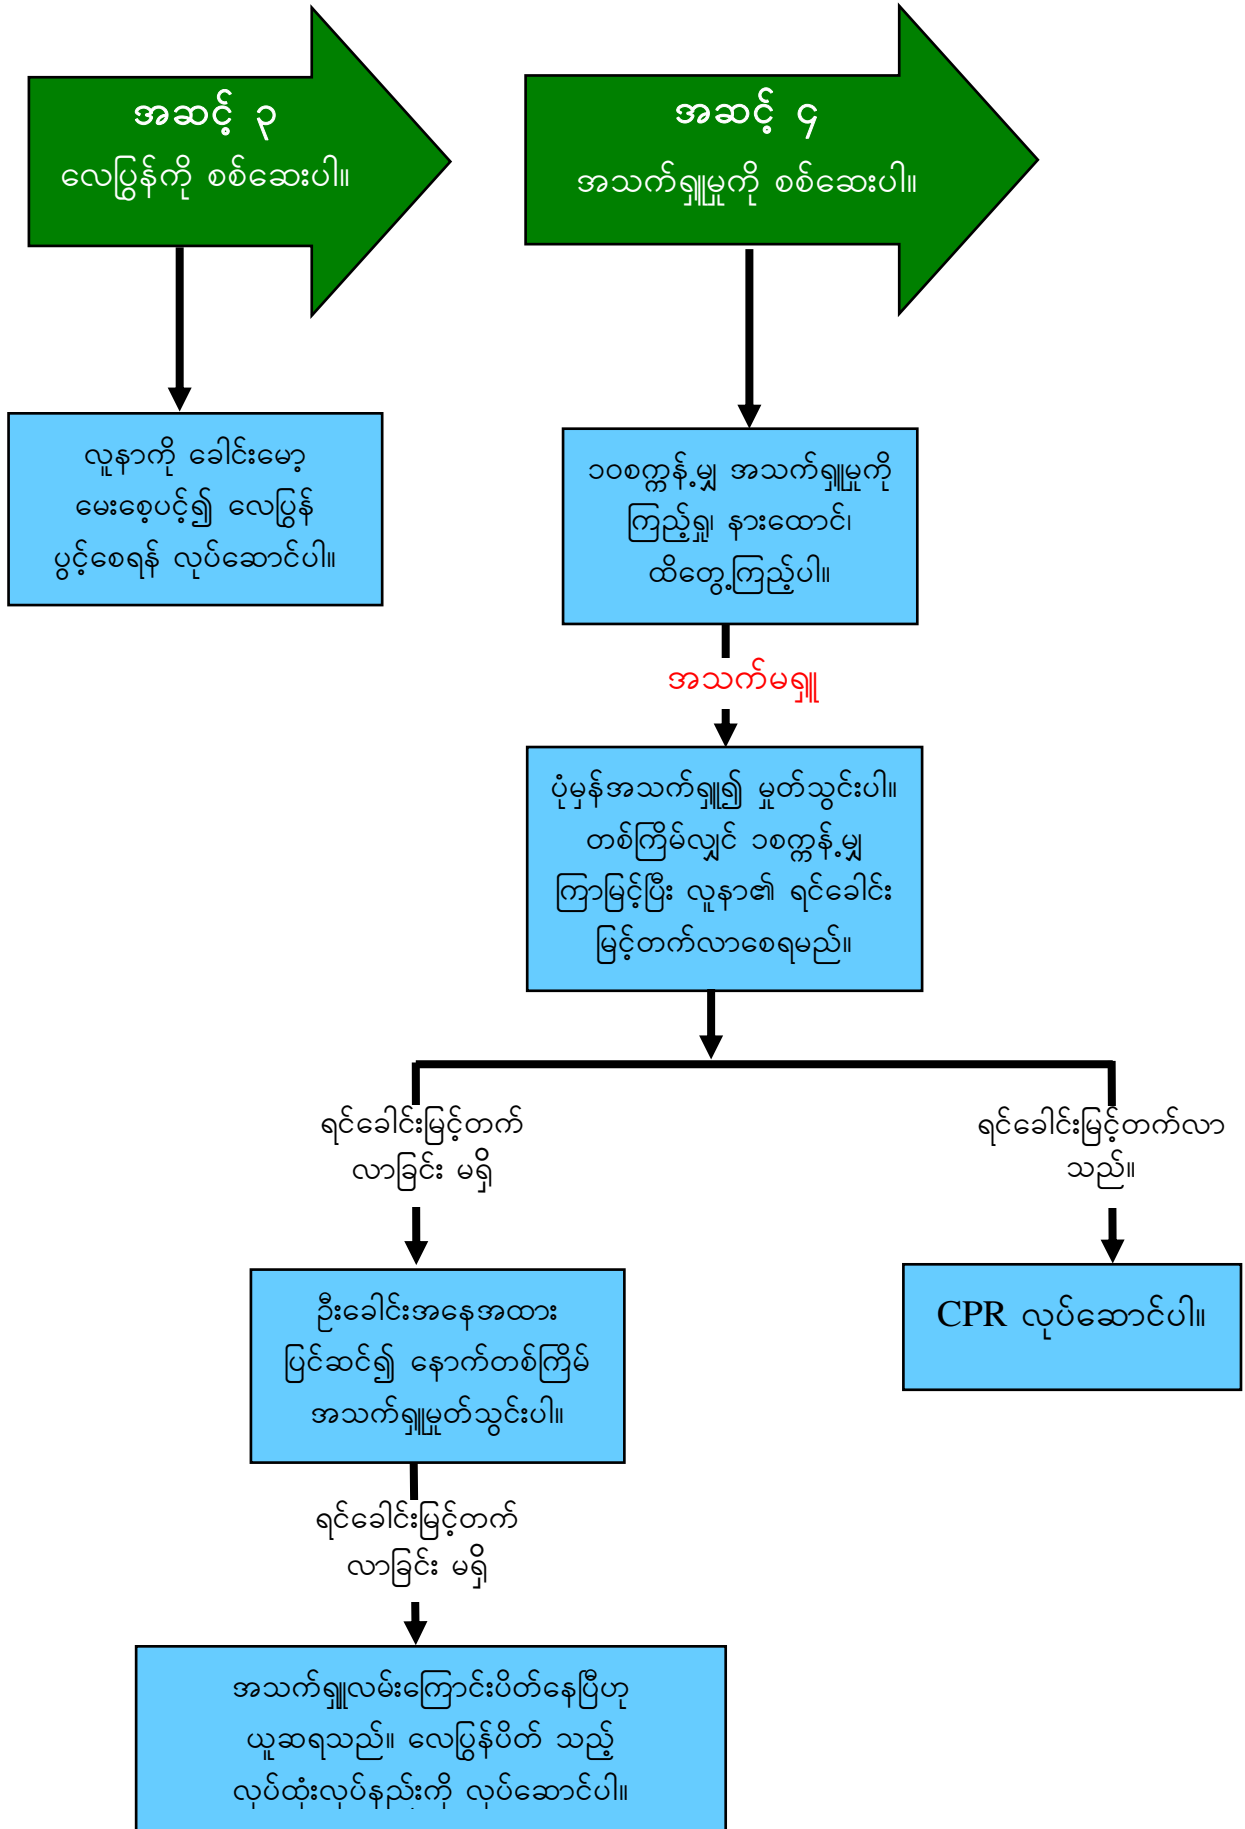 အဆင့် ၃
လေပြွန်ကို စစ်ဆေးပါ။
အဆင့် ၄
အသက်ရှူမှုကို စစ်ဆေးပါ။
လူနာကို ခေါင်းမော့
မေးစေ့ပင့်၍ လေပြွန်
ပွင့်စေရန် လုပ်ဆောင်ပါ။
၁၀စက္ကန့်မျှ အသက်ရှူမှုကို
ကြည့်ရှု၊ နားထောင်၊
ထိတွေ့ကြည့်ပါ။
အသက်မရှူ
ပုံမှန်အသက်ရှူ၍ မှုတ်သွင်းပါ။
တစ်ကြိမ်လျှင် ၁စက္ကန့်မျှ
ကြာမြင့်ပြီး လူနာ၏ ရင်ခေါင်း
မြင့်တက်လာစေရမည်။
ရင်ခေါင်းမြင့်တက်
လာခြင်း မရှိ
ရင်ခေါင်းမြင့်တက်လာ
သည်။
ဦးခေါင်းအနေအထား
ပြင်ဆင်၍ နောက်တစ်ကြိမ်
အသက်ရှူမှုတ်သွင်းပါ။
CPR လုပ်ဆောင်ပါ။
ရင်ခေါင်းမြင့်တက်
လာခြင်း မရှိ
အသက်ရှူလမ်းကြောင်းပိတ်နေပြီဟု
ယူဆရသည်။ လေပြွန်ပိတ် သည့်
လုပ်ထုံးလုပ်နည်းကို လုပ်ဆောင်ပါ။